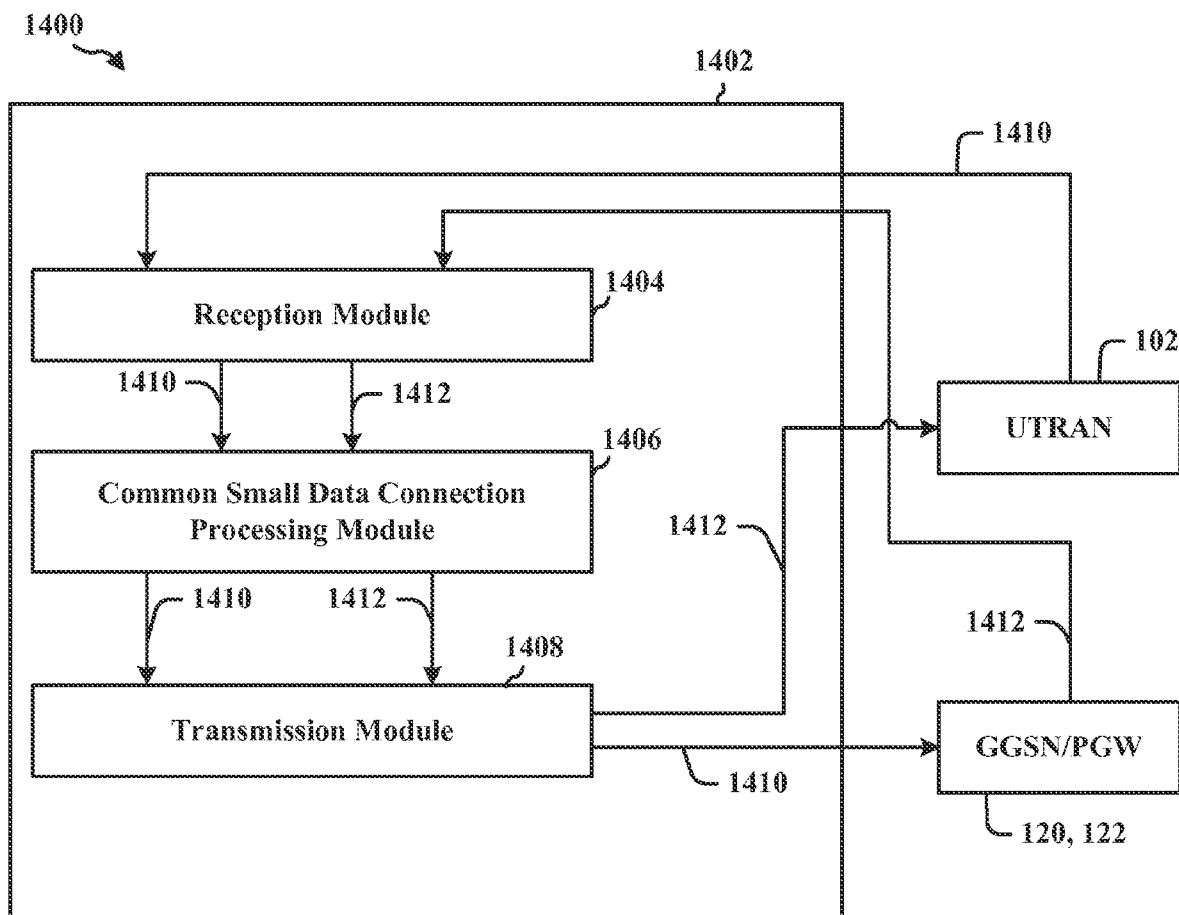 1400
1402
1410
Reception Module
1404
1410
1412
102
UTRAN
1406
Common Small Data Connection
Processing Module
1412
1410
1412
1412
1408
Transmission Module
GGSN/PGW
1410
120, 122